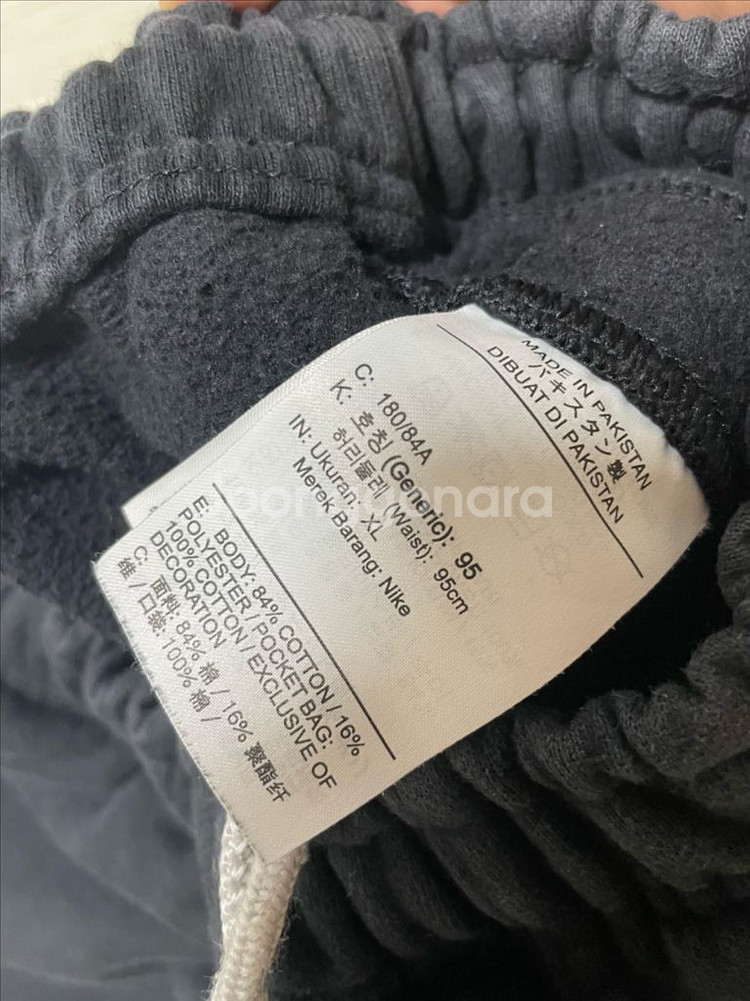 MADE IN PAKISTAN
パキスタン製
DIBUAT DI PAKISTAN
C: 180/84A
K: 호칭 (Generic): 95
허리둘레 (Waist): 95cm
IN: Ukuran: XL
Merek Barang: Nike
E: BODY: 84% COTTON / 16%
POLYESTER / POCKET BAG:
100% COTTON / EXCLUSIVE OF
DECORATION
C: 面料: 84% 棉 / 16% 聚酯纤
维 / 口袋: 100% 棉 /
joonggonara